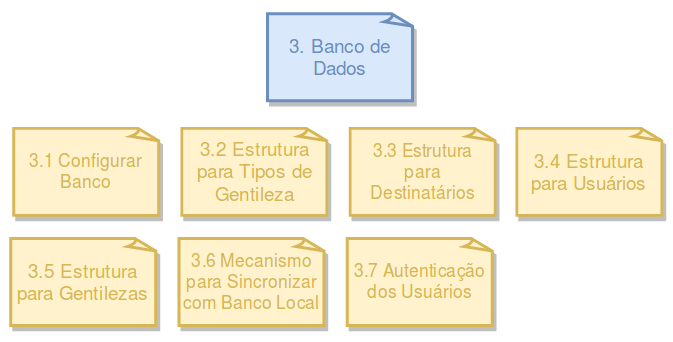 3. Banco de
Dados
3.1 Configurar
Banco
3.2 Estrutura
para Tipos de
Gentileza
3.3 Estrutura
para
Destinatários
3.4 Estrutura
para Usuários
3.5 Estrutura
para Gentilezas
3.6 Mecanismo
para Sincronizar
com Banco Local
3.7 Autenticação
dos Usuários